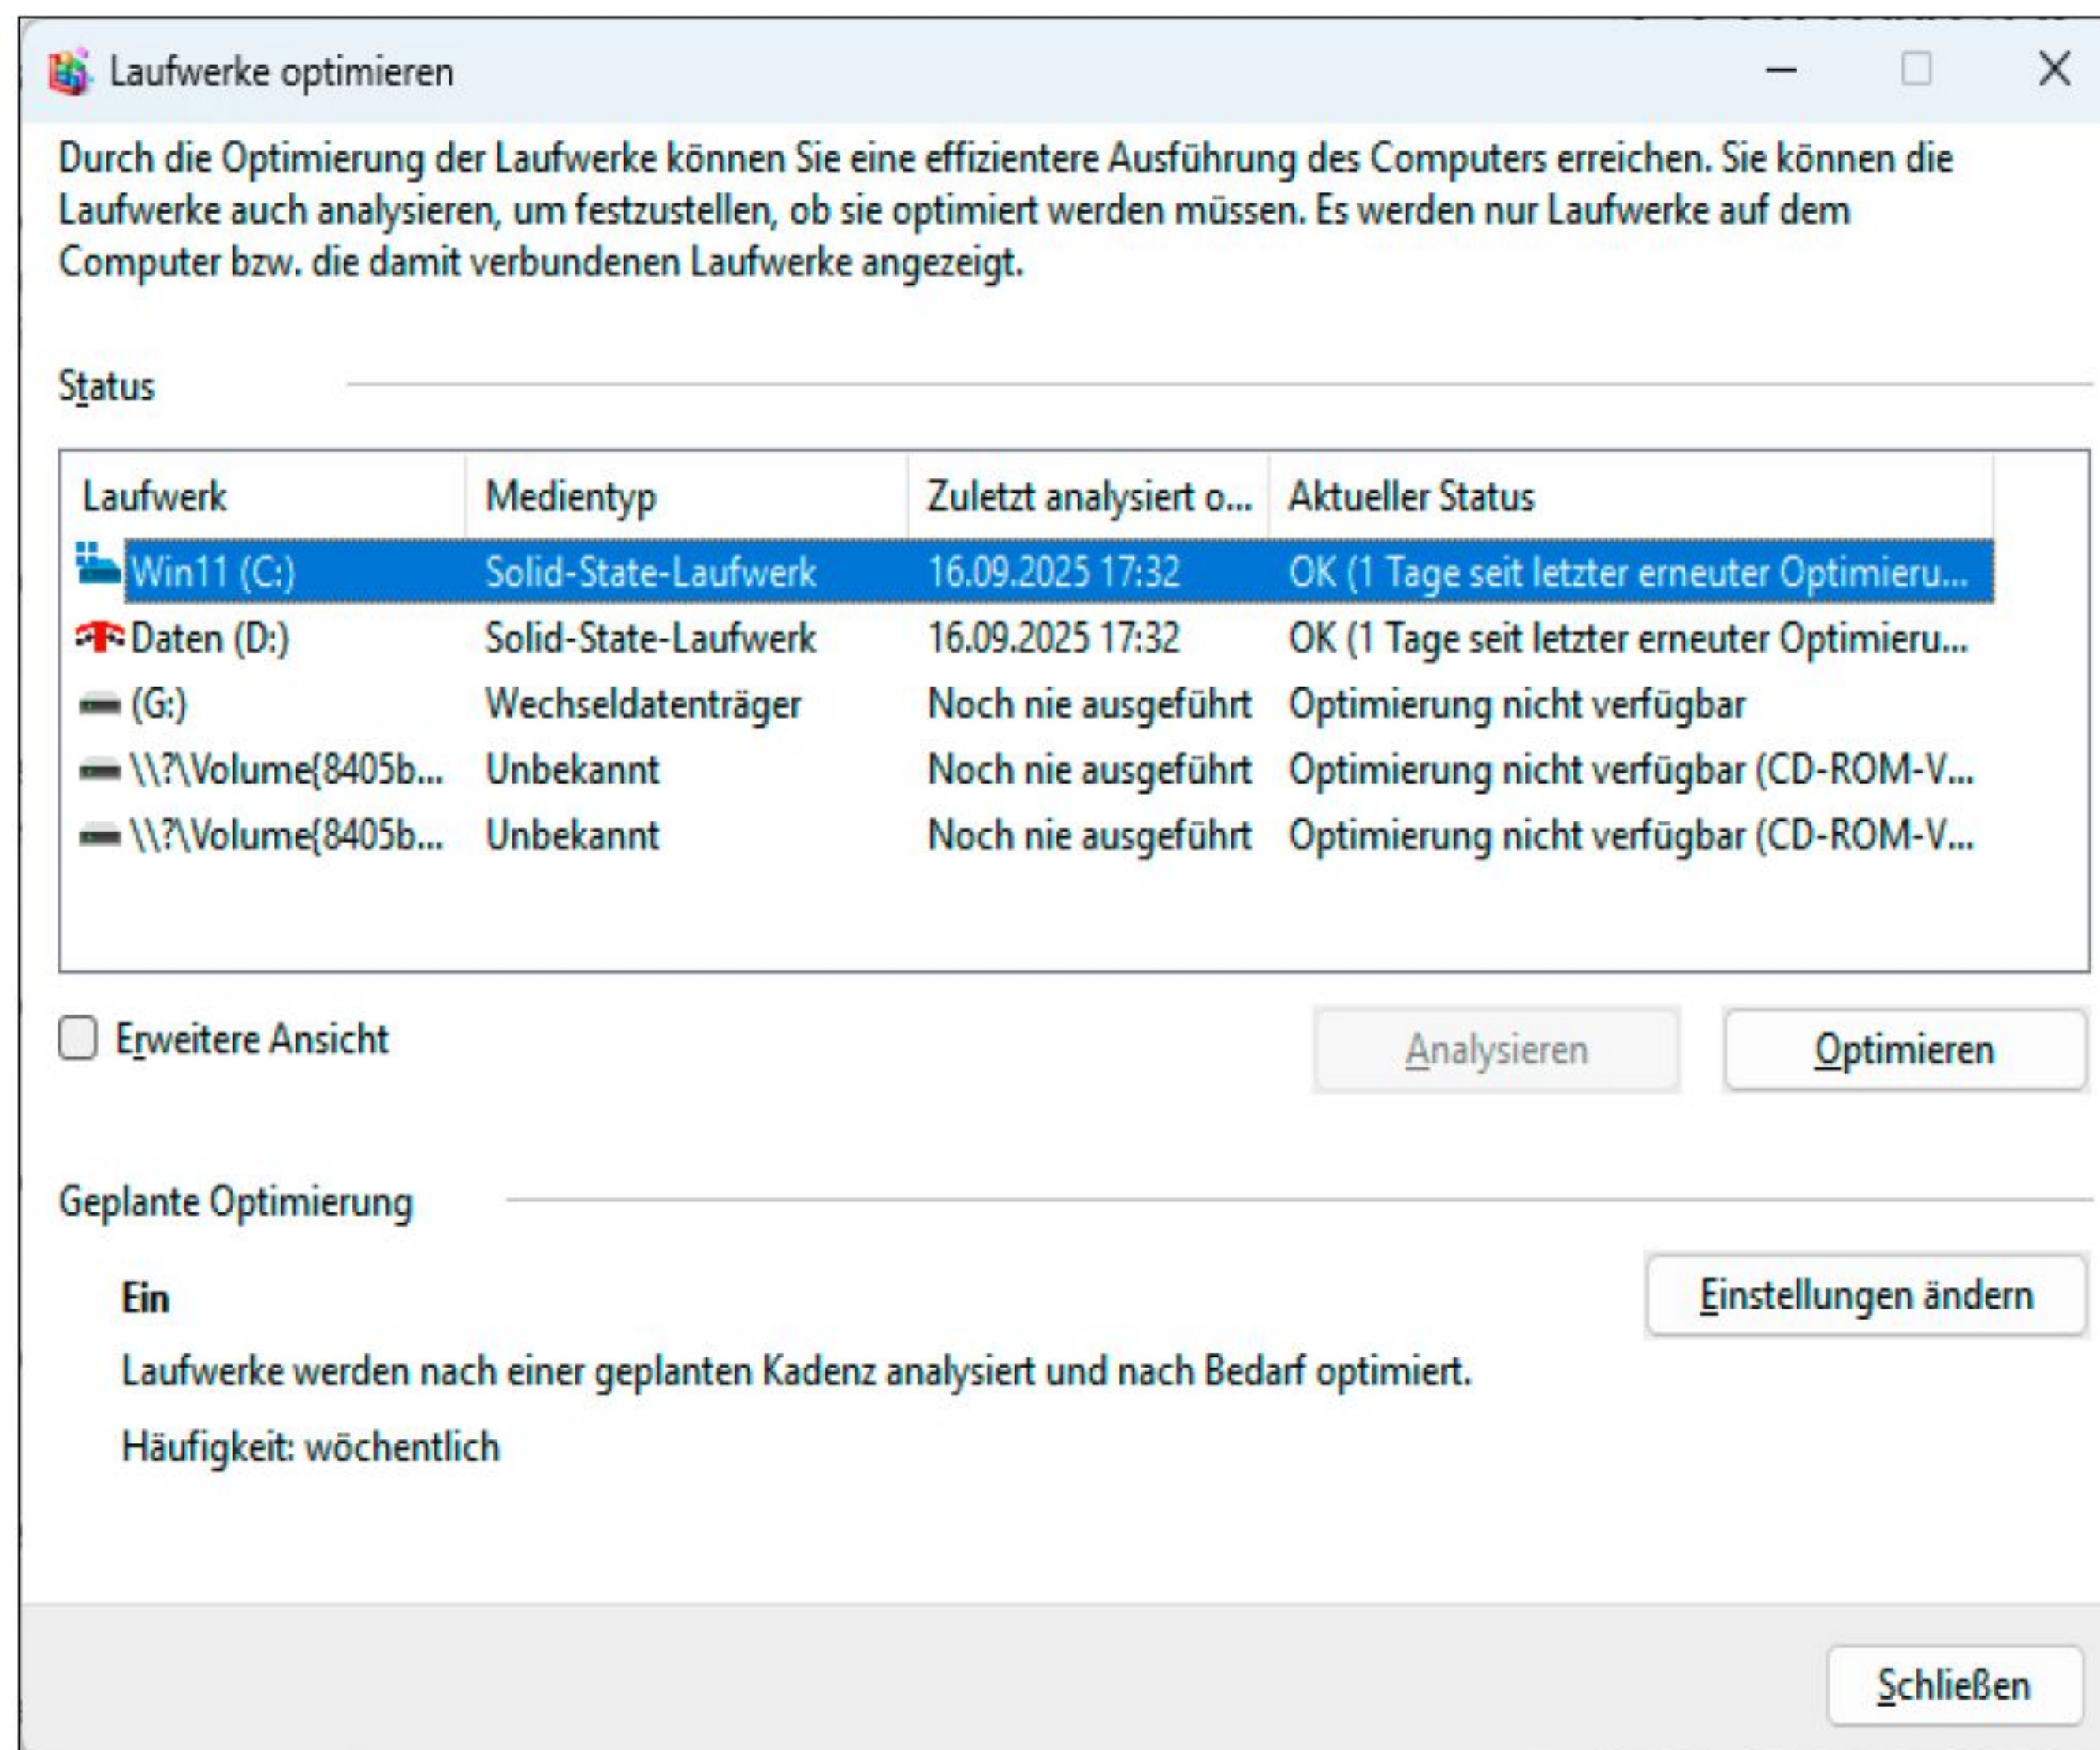 Laufwerke optimieren
Durch die Optimierung der Laufwerke können Sie eine effizientere Ausführung des Computers erreichen. Sie können die
Laufwerke auch analysieren, um festzustellen, ob sie optimiert werden müssen. Es werden nur Laufwerke auf dem
Computer bzw. die damit verbundenen Laufwerke angezeigt.
Status
Laufwerk Medientyp Zuletzt analysiert o... Aktueller Status
Win11 (C:) Solid-State-Laufwerk 16.09.2025 17:32 OK (1 Tage seit letzter erneuter Optimieru...
Daten (D:) Solid-State-Laufwerk 16.09.2025 17:32 OK (1 Tage seit letzter erneuter Optimieru...
(G:) Wechseldatenträger Noch nie ausgeführt Optimierung nicht verfügbar
\\?\Volume{8405b... Unbekannt Noch nie ausgeführt Optimierung nicht verfügbar (CD-ROM-V...
\\?\Volume{8405b... Unbekannt Noch nie ausgeführt Optimierung nicht verfügbar (CD-ROM-V...
Erweitere Ansicht Analysieren Optimieren
Geplante Optimierung
Ein Einstellungen ändern
Laufwerke werden nach einer geplanten Kadenz analysiert und nach Bedarf optimiert.
Häufigkeit: wöchentlich
Schließen